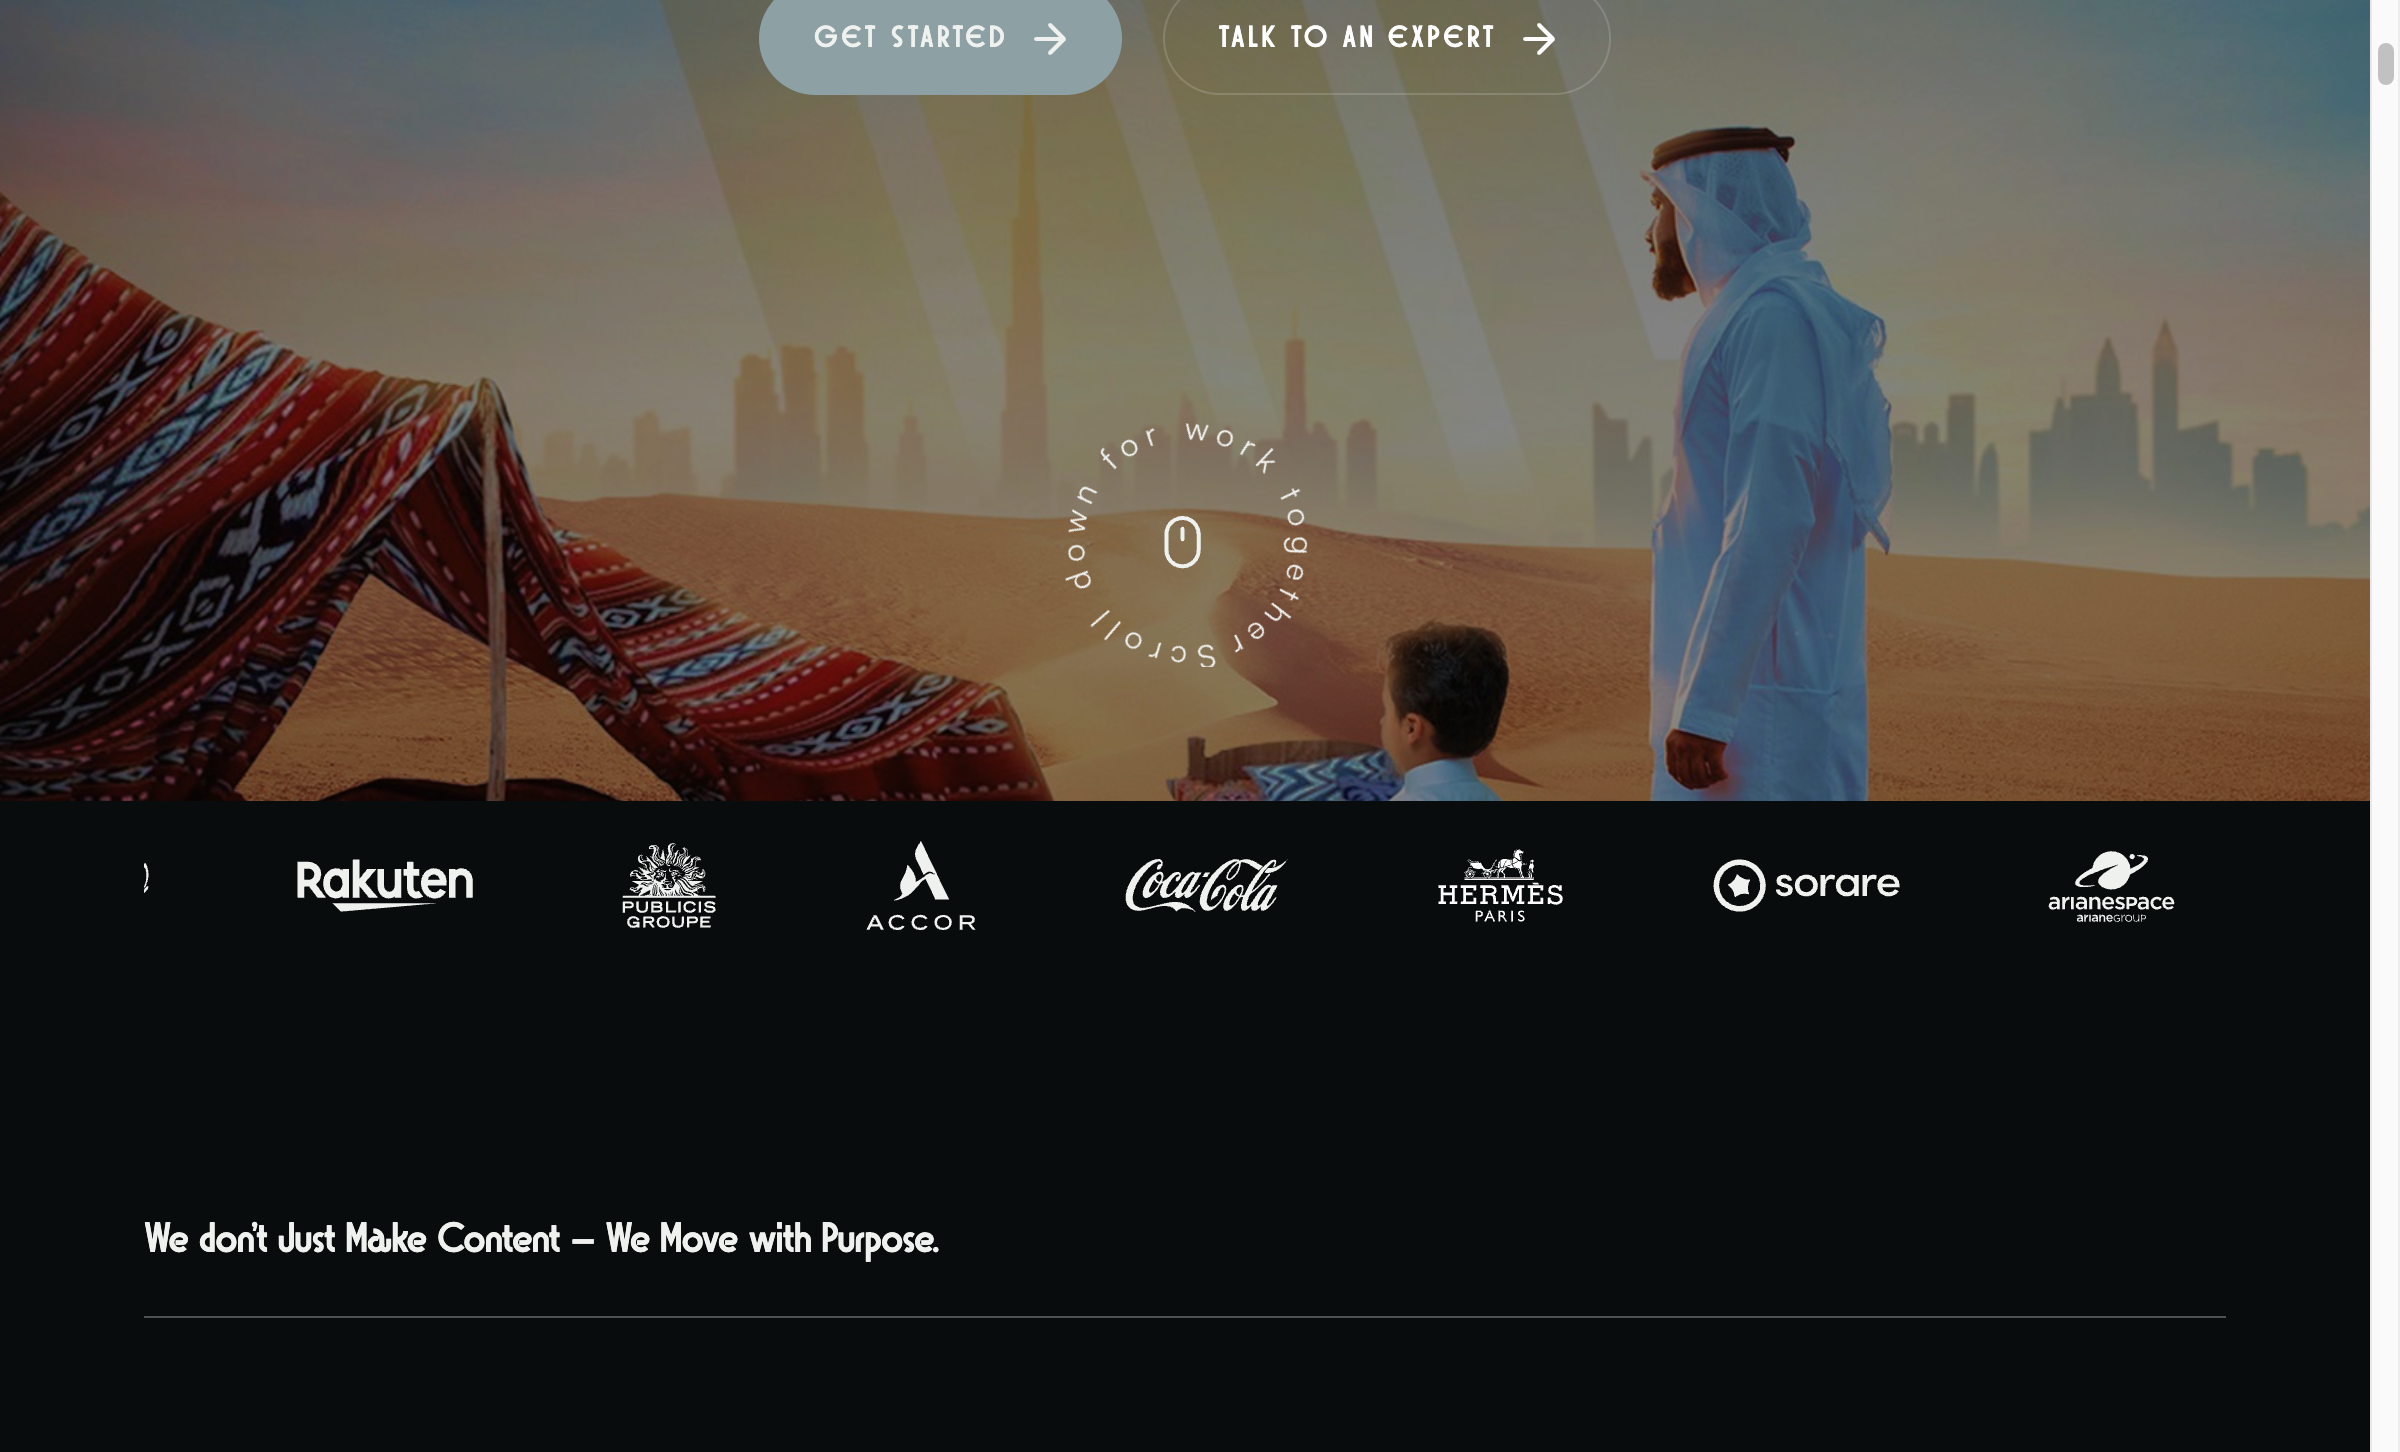 GET STARTED
TALK TO AN EXPERT
Scroll down for work together
Rakuten
PUBLICIS
GROUPE
ACCOR
Coca-Cola
HERMÈS
PARIS
sorare
arianespace
arianeGROUP
We don't Just Make Content – We Move with Purpose.